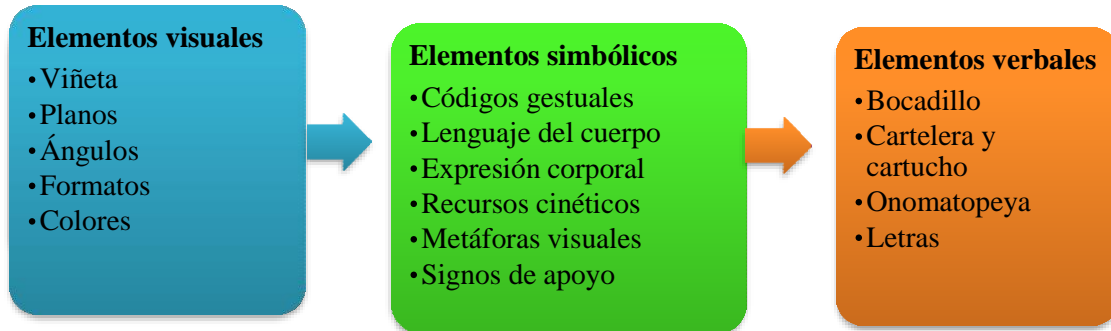 Elementos visuales
•Viñeta
•Planos
•Ángulos
•Formatos
•Colores
Elementos simbólicos
•Códigos gestuales
•Lenguaje del cuerpo
•Expresión corporal
•Recursos cinéticos
•Metáforas visuales
•Signos de apoyo
Elementos verbales
•Bocadillo
•Cartelera y
cartucho
•Onomatopeya
•Letras